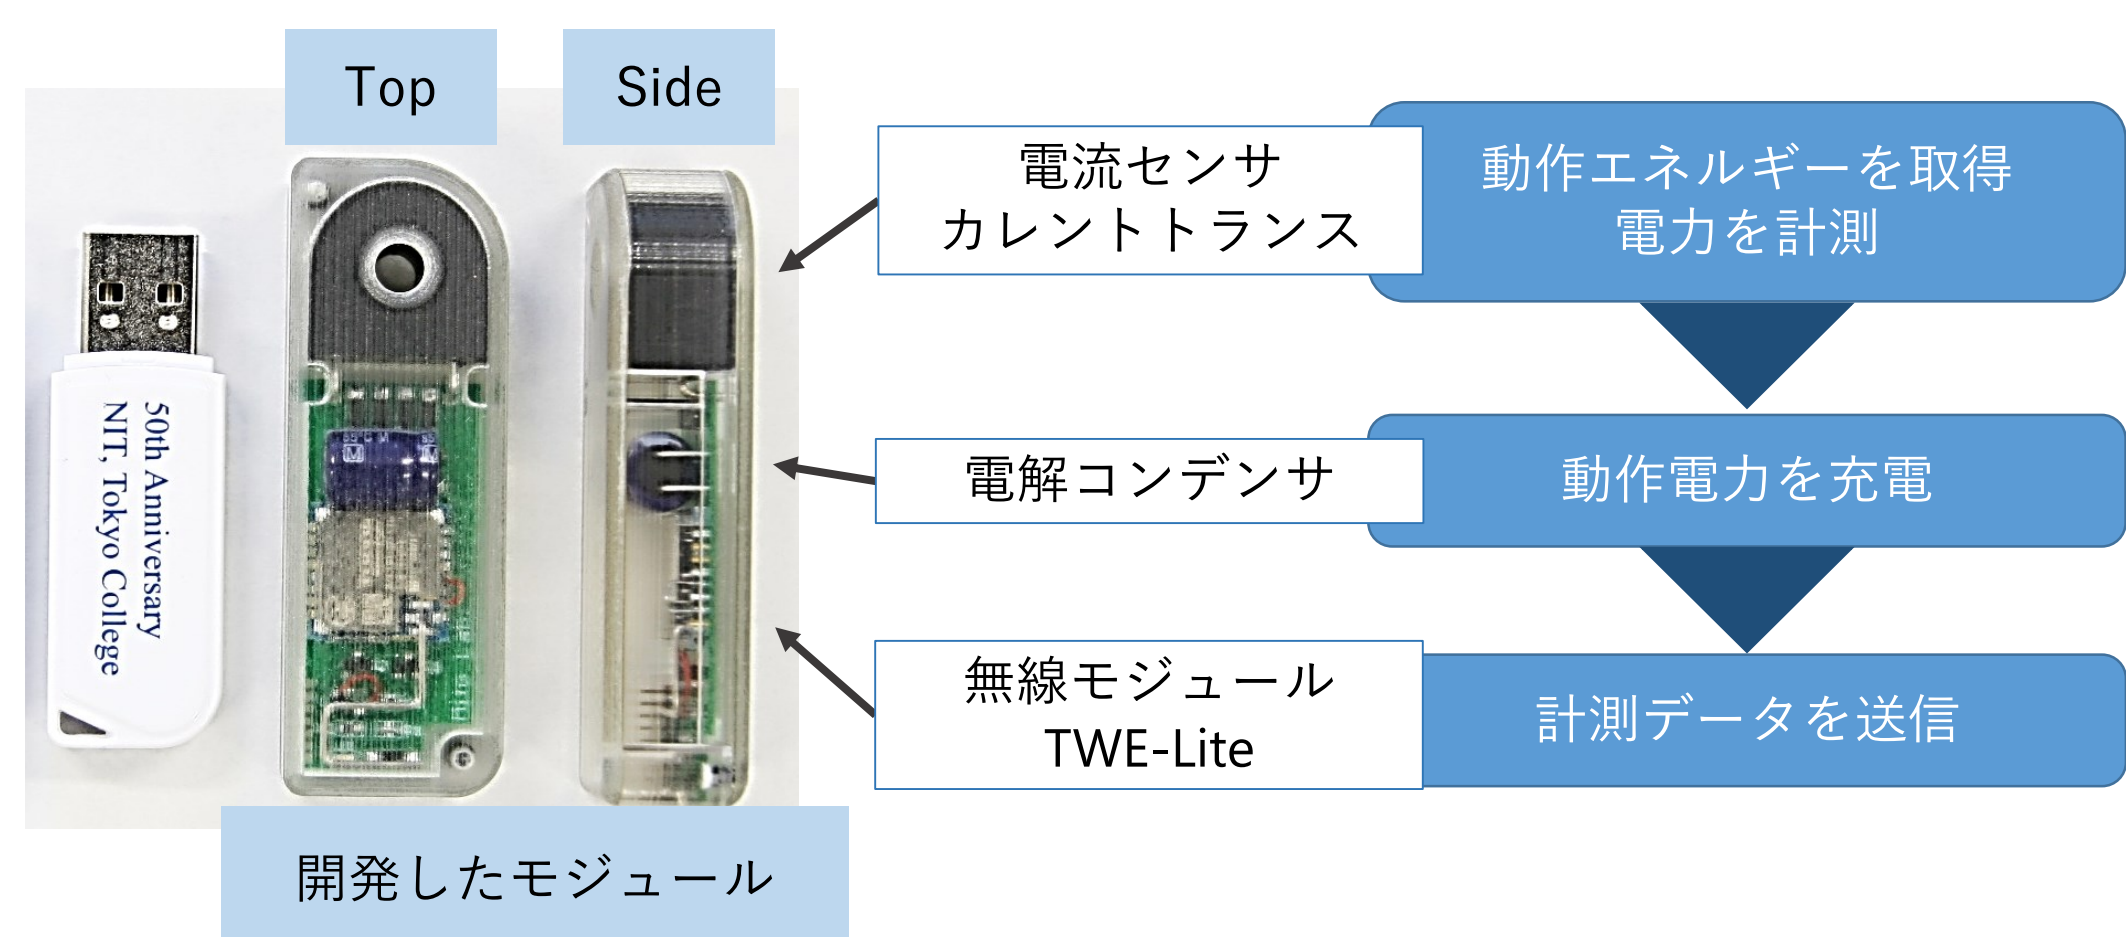 Top
Side
50th Anniversary
NIT, Tokyo College
開発したモジュール
電流センサ
カレントトランス
動作エネルギーを取得
電力を計測
電解コンデンサ
動作電力を充電
無線モジュール
TWE-Lite
計測データを送信